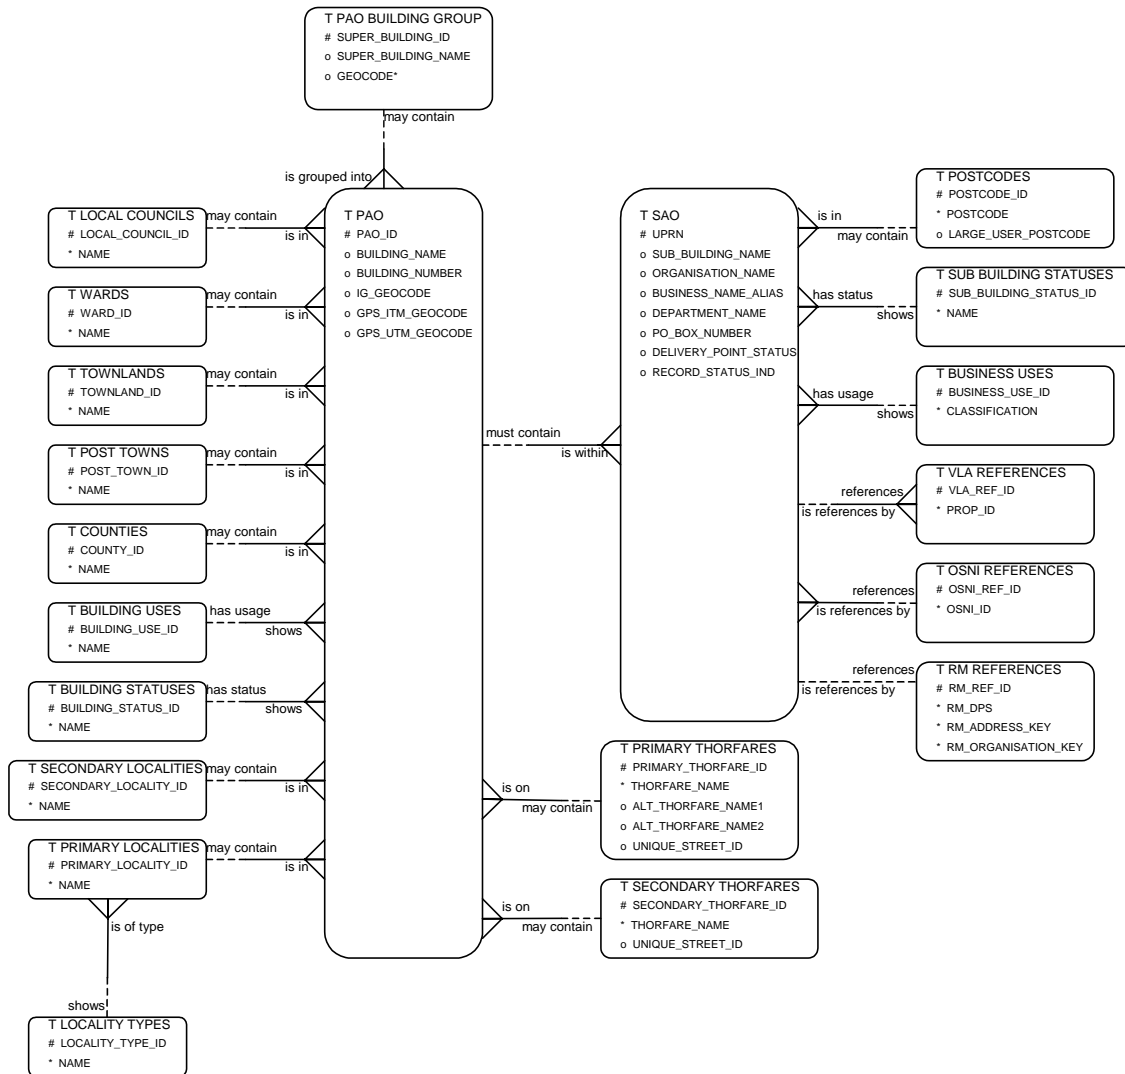 T PAO BUILDING GROUP
# SUPER_BUILDING_ID
o SUPER_BUILDING_NAME
o GEOCODE*
may contain
is grouped into
T LOCAL COUNCILS
# LOCAL_COUNCIL_ID
* NAME
may contain
is in
T WARDS
# WARD_ID
* NAME
may contain
is in
T TOWNLANDS
# TOWNLAND_ID
* NAME
may contain
is in
T POST TOWNS
# POST_TOWN_ID
* NAME
may contain
is in
T COUNTIES
# COUNTY_ID
* NAME
may contain
is in
T BUILDING USES
# BUILDING_USE_ID
* NAME
has usage
shows
T BUILDING STATUSES
# BUILDING_STATUS_ID
* NAME
has status
shows
T SECONDARY LOCALITIES
# SECONDARY_LOCALITY_ID
* NAME
may contain
is in
T PRIMARY LOCALITIES
# PRIMARY_LOCALITY_ID
* NAME
may contain
is in
is of type
shows
T LOCALITY TYPES
# LOCALITY_TYPE_ID
* NAME
T PAO
# PAO_ID
o BUILDING_NAME
o BUILDING_NUMBER
o IG_GEOCODE
o GPS_ITM_GEOCODE
o GPS_UTM_GEOCODE
must contain
is within
T SAO
# UPRN
o SUB_BUILDING_NAME
o ORGANISATION_NAME
o BUSINESS_NAME_ALIAS
o DEPARTMENT_NAME
o PO_BOX_NUMBER
o DELIVERY_POINT_STATUS
o RECORD_STATUS_IND
is in
may contain
T POSTCODES
# POSTCODE_ID
* POSTCODE
o LARGE_USER_POSTCODE
has status
shows
T SUB BUILDING STATUSES
# SUB_BUILDING_STATUS_ID
* NAME
has usage
shows
T BUSINESS USES
# BUSINESS_USE_ID
* CLASSIFICATION
references
is references by
T VLA REFERENCES
# VLA_REF_ID
* PROP_ID
references
is references by
T OSNI REFERENCES
# OSNI_REF_ID
* OSNI_ID
references
is references by
T RM REFERENCES
# RM_REF_ID
* RM_DPS
* RM_ADDRESS_KEY
* RM_ORGANISATION_KEY
is on
may contain
T PRIMARY THORFARES
# PRIMARY_THORFARE_ID
* THORFARE_NAME
o ALT_THORFARE_NAME1
o ALT_THORFARE_NAME2
o UNIQUE_STREET_ID
is on
may contain
T SECONDARY THORFARES
# SECONDARY_THORFARE_ID
* THORFARE_NAME
o UNIQUE_STREET_ID